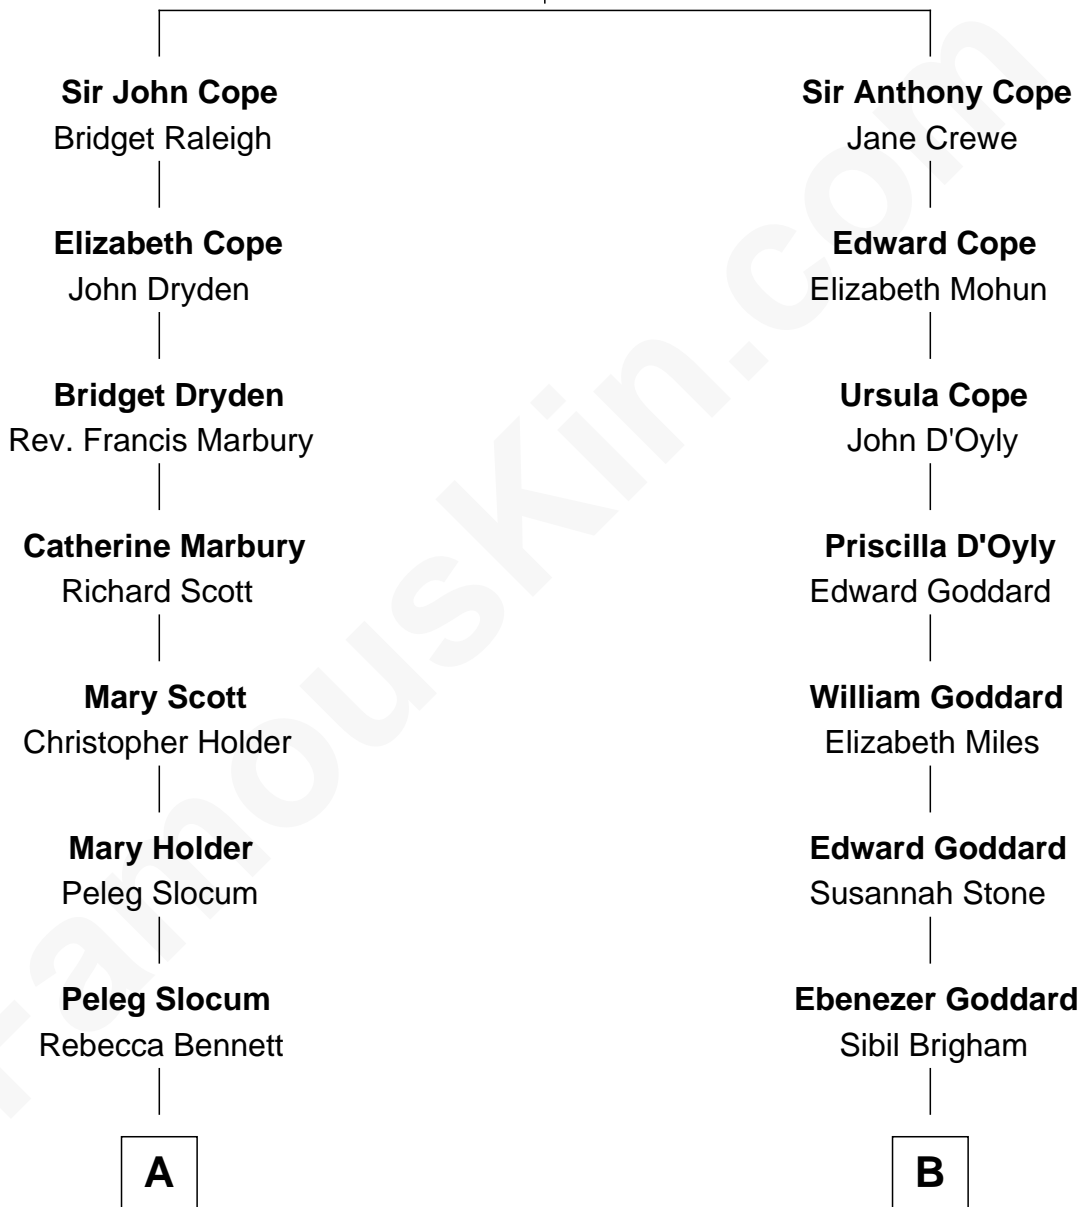 Sir John Cope
Bridget Raleigh
Elizabeth Cope
John Dryden
Bridget Dryden
Rev. Francis Marbury
Catherine Marbury
Richard Scott
Mary Scott
Christopher Holder
Mary Holder
Peleg Slocum
Peleg Slocum
Rebecca Bennett
A
Sir Anthony Cope
Jane Crewe
Edward Cope
Elizabeth Mohun
Ursula Cope
John D'Oyly
Priscilla D'Oyly
Edward Goddard
William Goddard
Elizabeth Miles
Edward Goddard
Susannah Stone
Ebenezer Goddard
Sibil Brigham
B
FamousKin.com